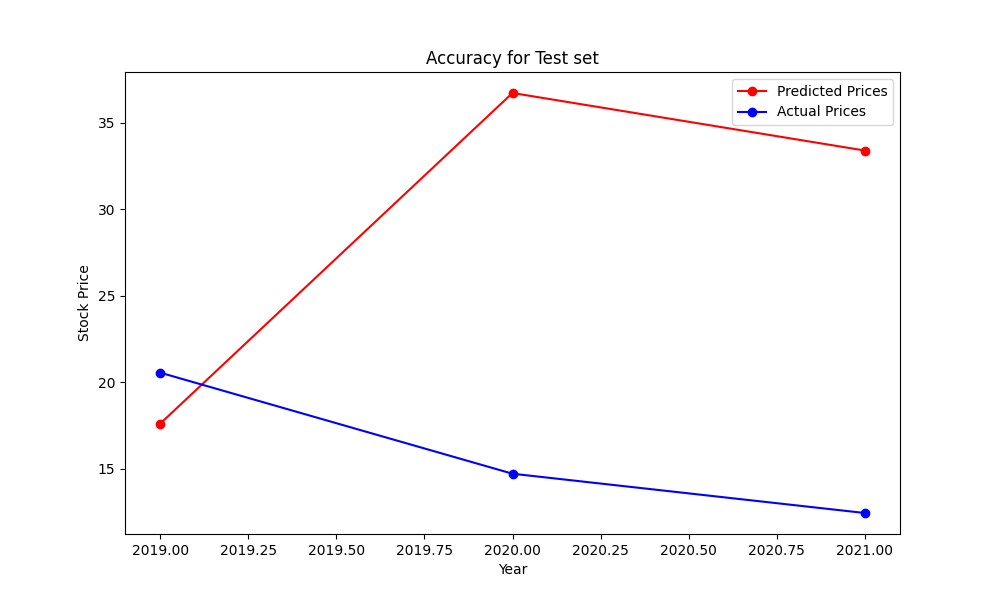 Accuracy for Test set
Predicted Prices
Actual Prices
35
30
25
20
15
Stock Price
2019.00 2019.25 2019.50 2019.75 2020.00 2020.25 2020.50 2020.75 2021.00
Year